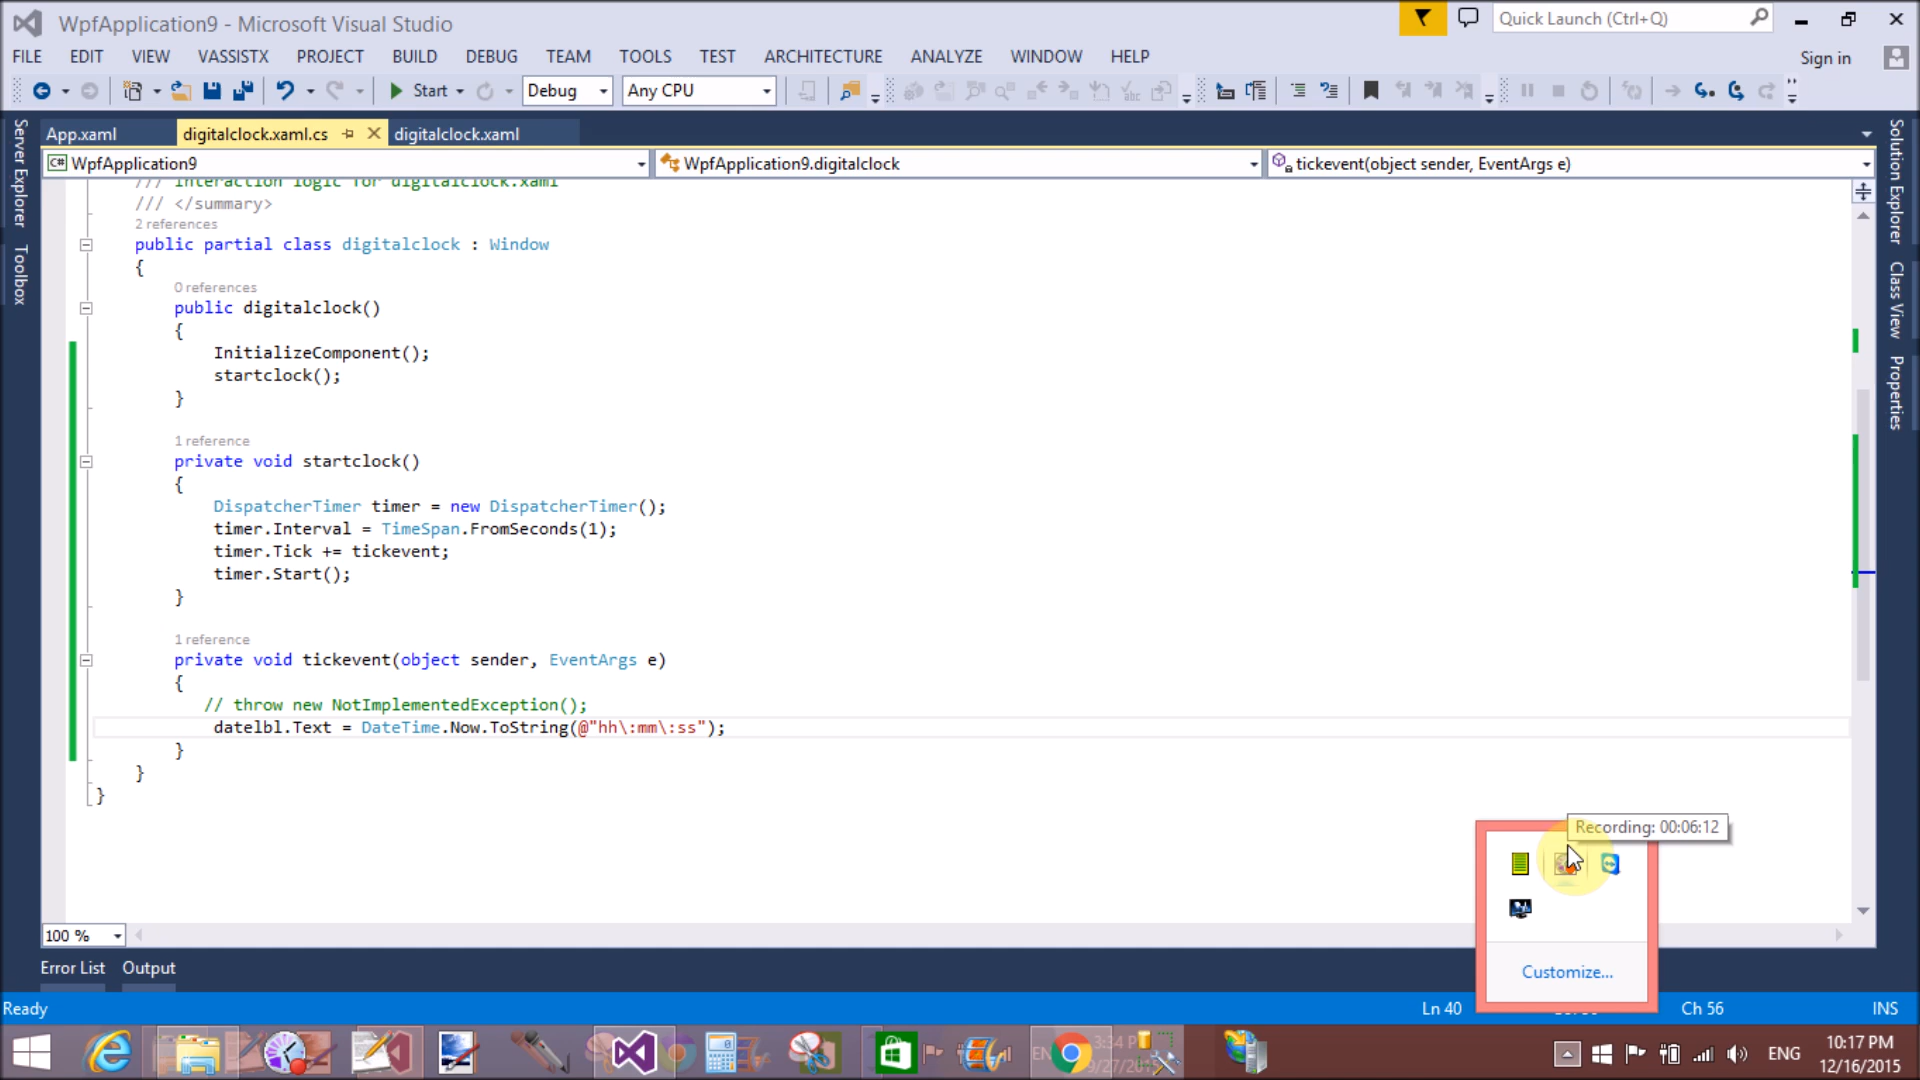 WpfApplication9 - Microsoft Visual Studio
Quick Launch (Ctrl+Q)
FILE EDIT VIEW VASSISTX PROJECT BUILD DEBUG TEAM TOOLS TEST ARCHITECTURE ANALYZE WINDOW HELP
Sign in
Start Debug Any CPU
App.xaml digitalclock.xaml.cs digitalclock.xaml
WpfApplication9 WpfApplication9.digitalclock tickevent(object sender, EventArgs e)
Server Explorer
Toolbox
Solution Explorer
Class View
Properties
/// Interaction logic for digitalclock.xaml
/// </summary>
2 references
public partial class digitalclock : Window
{
0 references
public digitalclock()
{
InitializeComponent();
startclock();
}
1 reference
private void startclock()
{
DispatcherTimer timer = new DispatcherTimer();
timer.Interval = TimeSpan.FromSeconds(1);
timer.Tick += tickevent;
timer.Start();
}
1 reference
private void tickevent(object sender, EventArgs e)
{
// throw new NotImplementedException();
datelbl.Text = DateTime.Now.ToString(@"hh\:mm\:ss");
}
}
}
Recording: 00:06:12
Customize...
100 %
Error List Output
Ready
Ln 40
Ch 56
INS
ENG
10:17 PM
12/16/2015